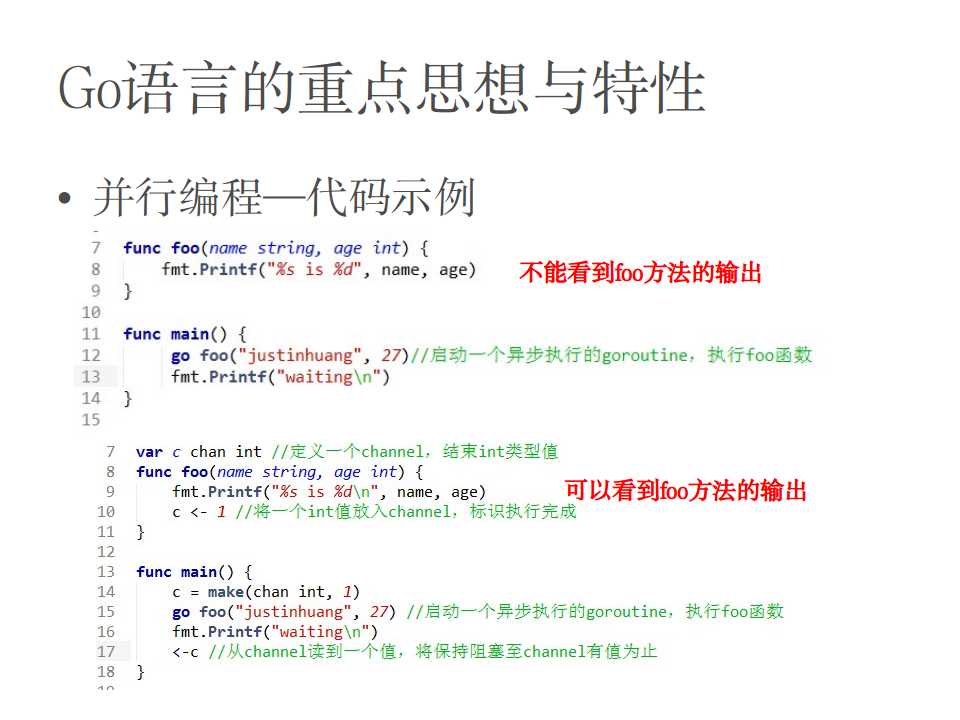 Go语言的重点思想与特性
• 并行编程—代码示例
7 func foo(name string, age int) {
8 fmt.Printf("%s is %d", name, age)
不能看到foo方法的输出
9 }
10
11 func main() {
12 go foo("justinhuang", 27)//启动一个异步执行的goroutine，执行foo函数
13 fmt.Printf("waiting\n")
14 }
15
7 var c chan int //定义一个channel，结束int类型值
8 func foo(name string, age int) {
9 fmt.Printf("%s is %d\n", name, age)
可以看到foo方法的输出
10 c <- 1 //将一个int值放入channel，标识执行完成
11 }
12
13 func main() {
14 c = make(chan int, 1)
15 go foo("justinhuang", 27) //启动一个异步执行的goroutine，执行foo函数
16 fmt.Printf("waiting\n")
17 <-c //从channel读到一个值，将保持阻塞至channel有值为止
18 }